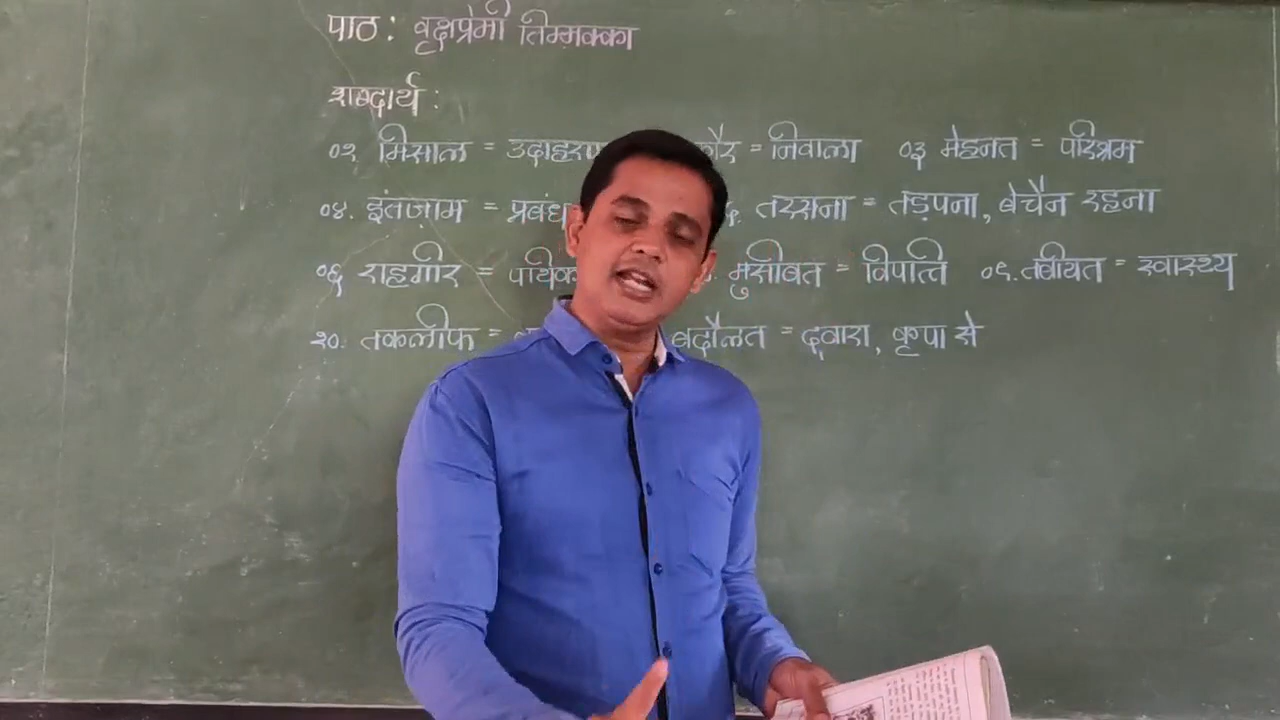 पाठ : वृक्षप्रेमी तिम्मक्का
शब्दार्थ :
०१. मिसाल = उदाहरण कौर = निवाला ०३ मेहनत = परिश्रम
०४. इंतज़ाम = प्रबंध तरसना = तड़पना, बेचैन रहना
०६ राहगीर = पथिक मुसीबत = विपत्ति ०९. तबीयत = स्वास्थ्य
१०. तकलीफ = बदौलत = द्वारा, कृपा से